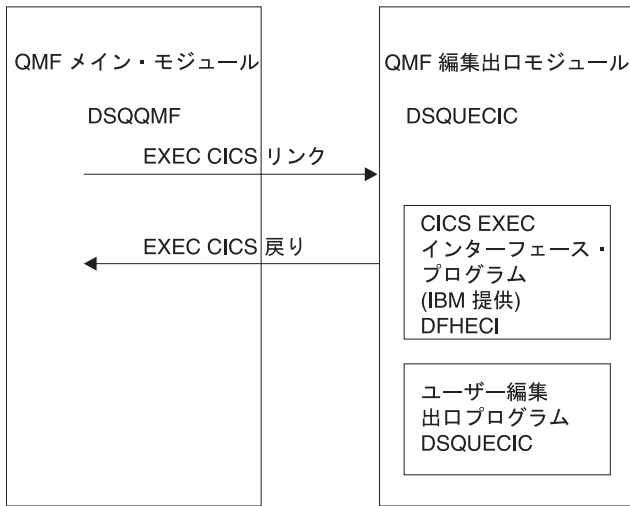 QMF メイン・モジュール
DSQQMF
QMF 編集出口モジュール
DSQUECIC
EXEC CICS リンク
EXEC CICS 戻り
CICS EXEC
インターフェース・
プログラム
(IBM 提供)
DFHECI
ユーザー編集
出口プログラム
DSQUECIC